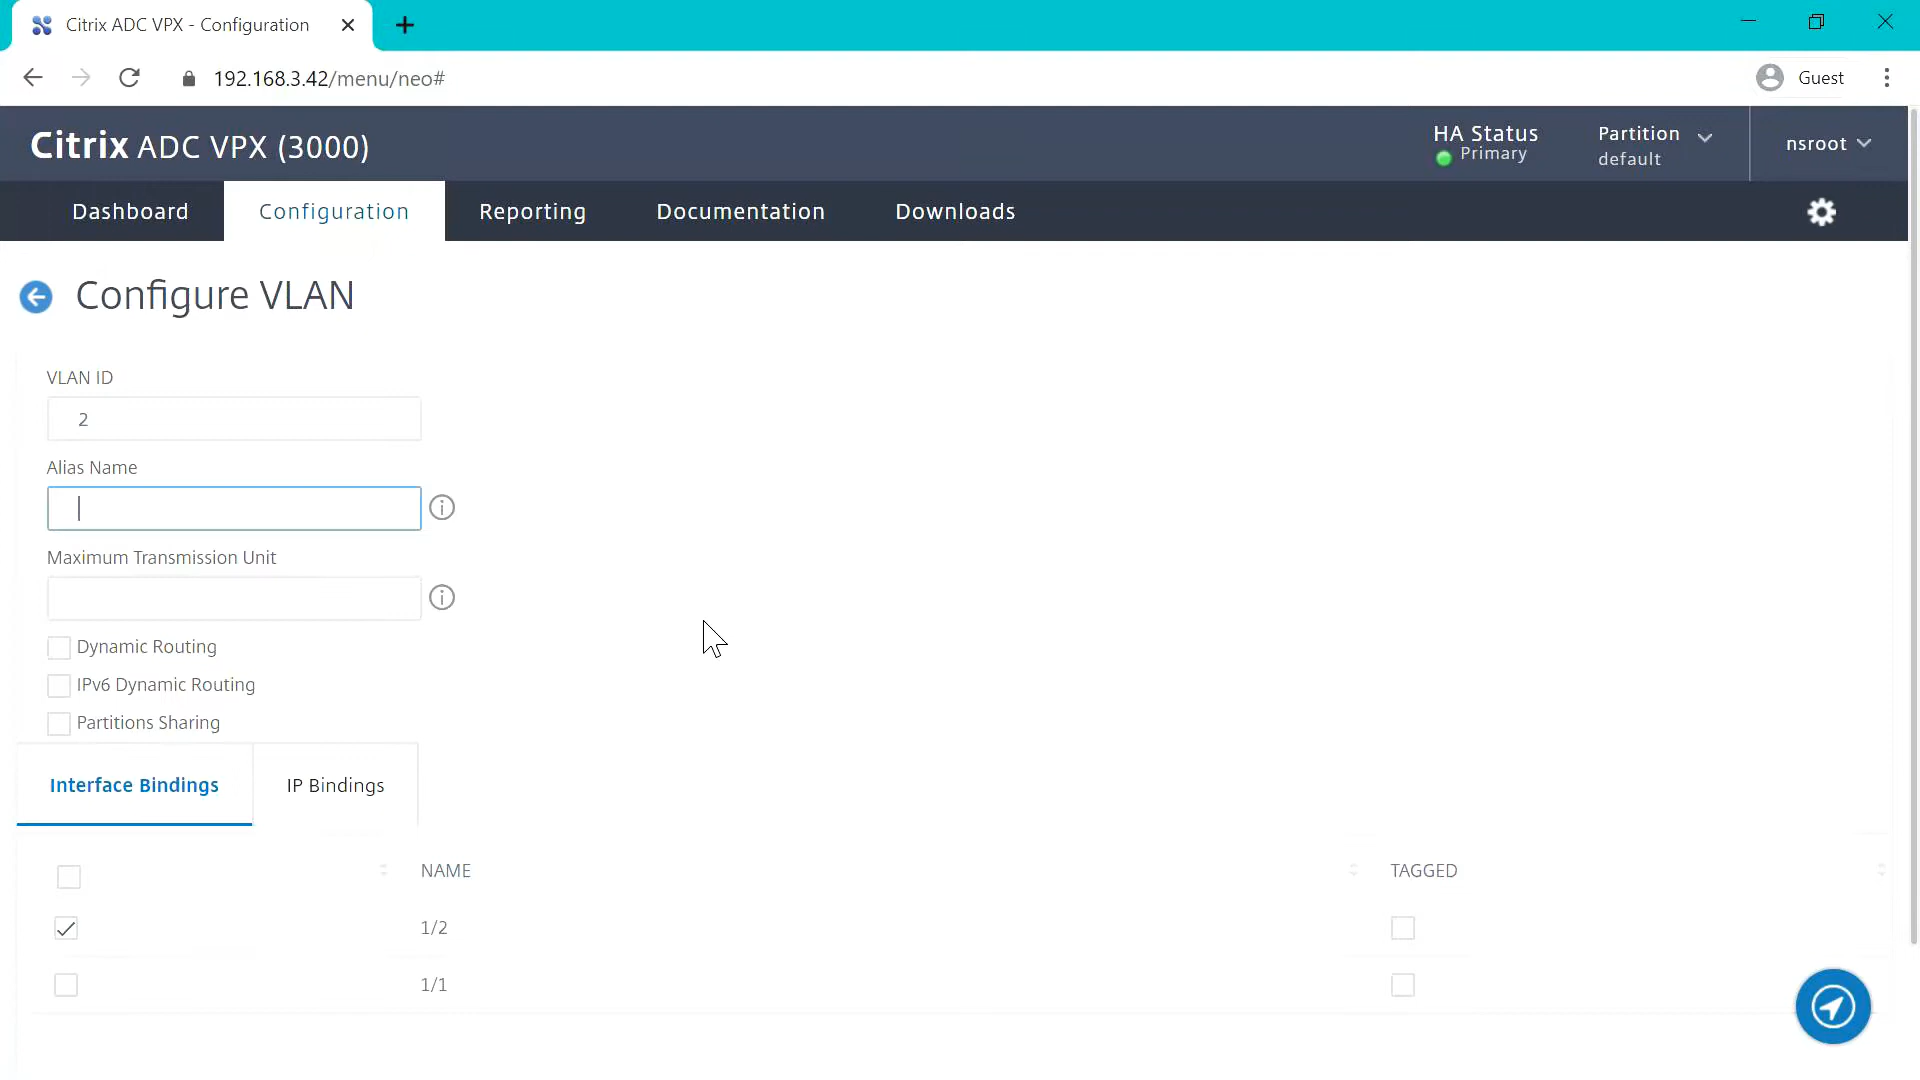 Citrix ADC VPX - Configuration
192.168.3.42/menu/neo#
Guest
Citrix ADC VPX (3000)
HA Status
Primary
Partition
default
nsroot
Dashboard
Configuration
Reporting
Documentation
Downloads
Configure VLAN
VLAN ID
2
Alias Name
Maximum Transmission Unit
Dynamic Routing
IPv6 Dynamic Routing
Partitions Sharing
Interface Bindings
IP Bindings
NAME
TAGGED
1/2
1/1